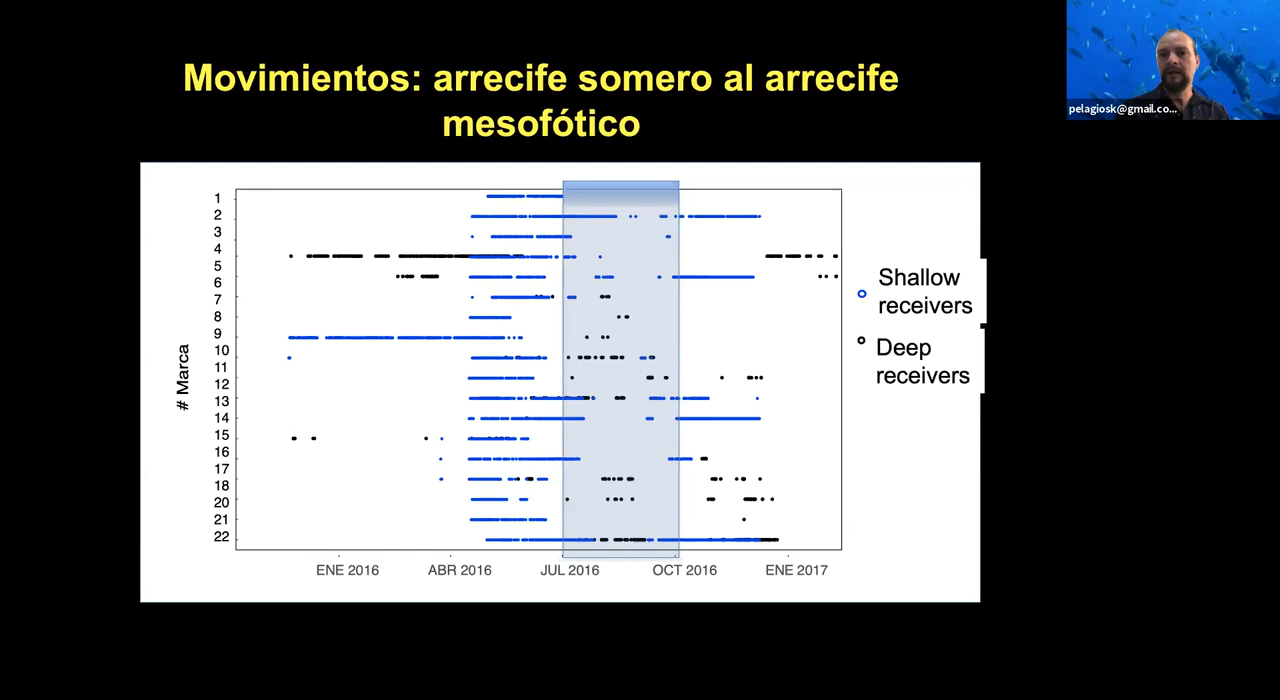 Movimientos: arrecife somero al arrecife
mesofótico
pelagiosk@gmail.co...
# Marca
1
2
3
4
5
6
7
8
9
10
11
12
13
14
15
16
17
18
20
21
22
ENE 2016
ABR 2016
JUL 2016
OCT 2016
ENE 2017
Shallow
receivers
Deep
receivers